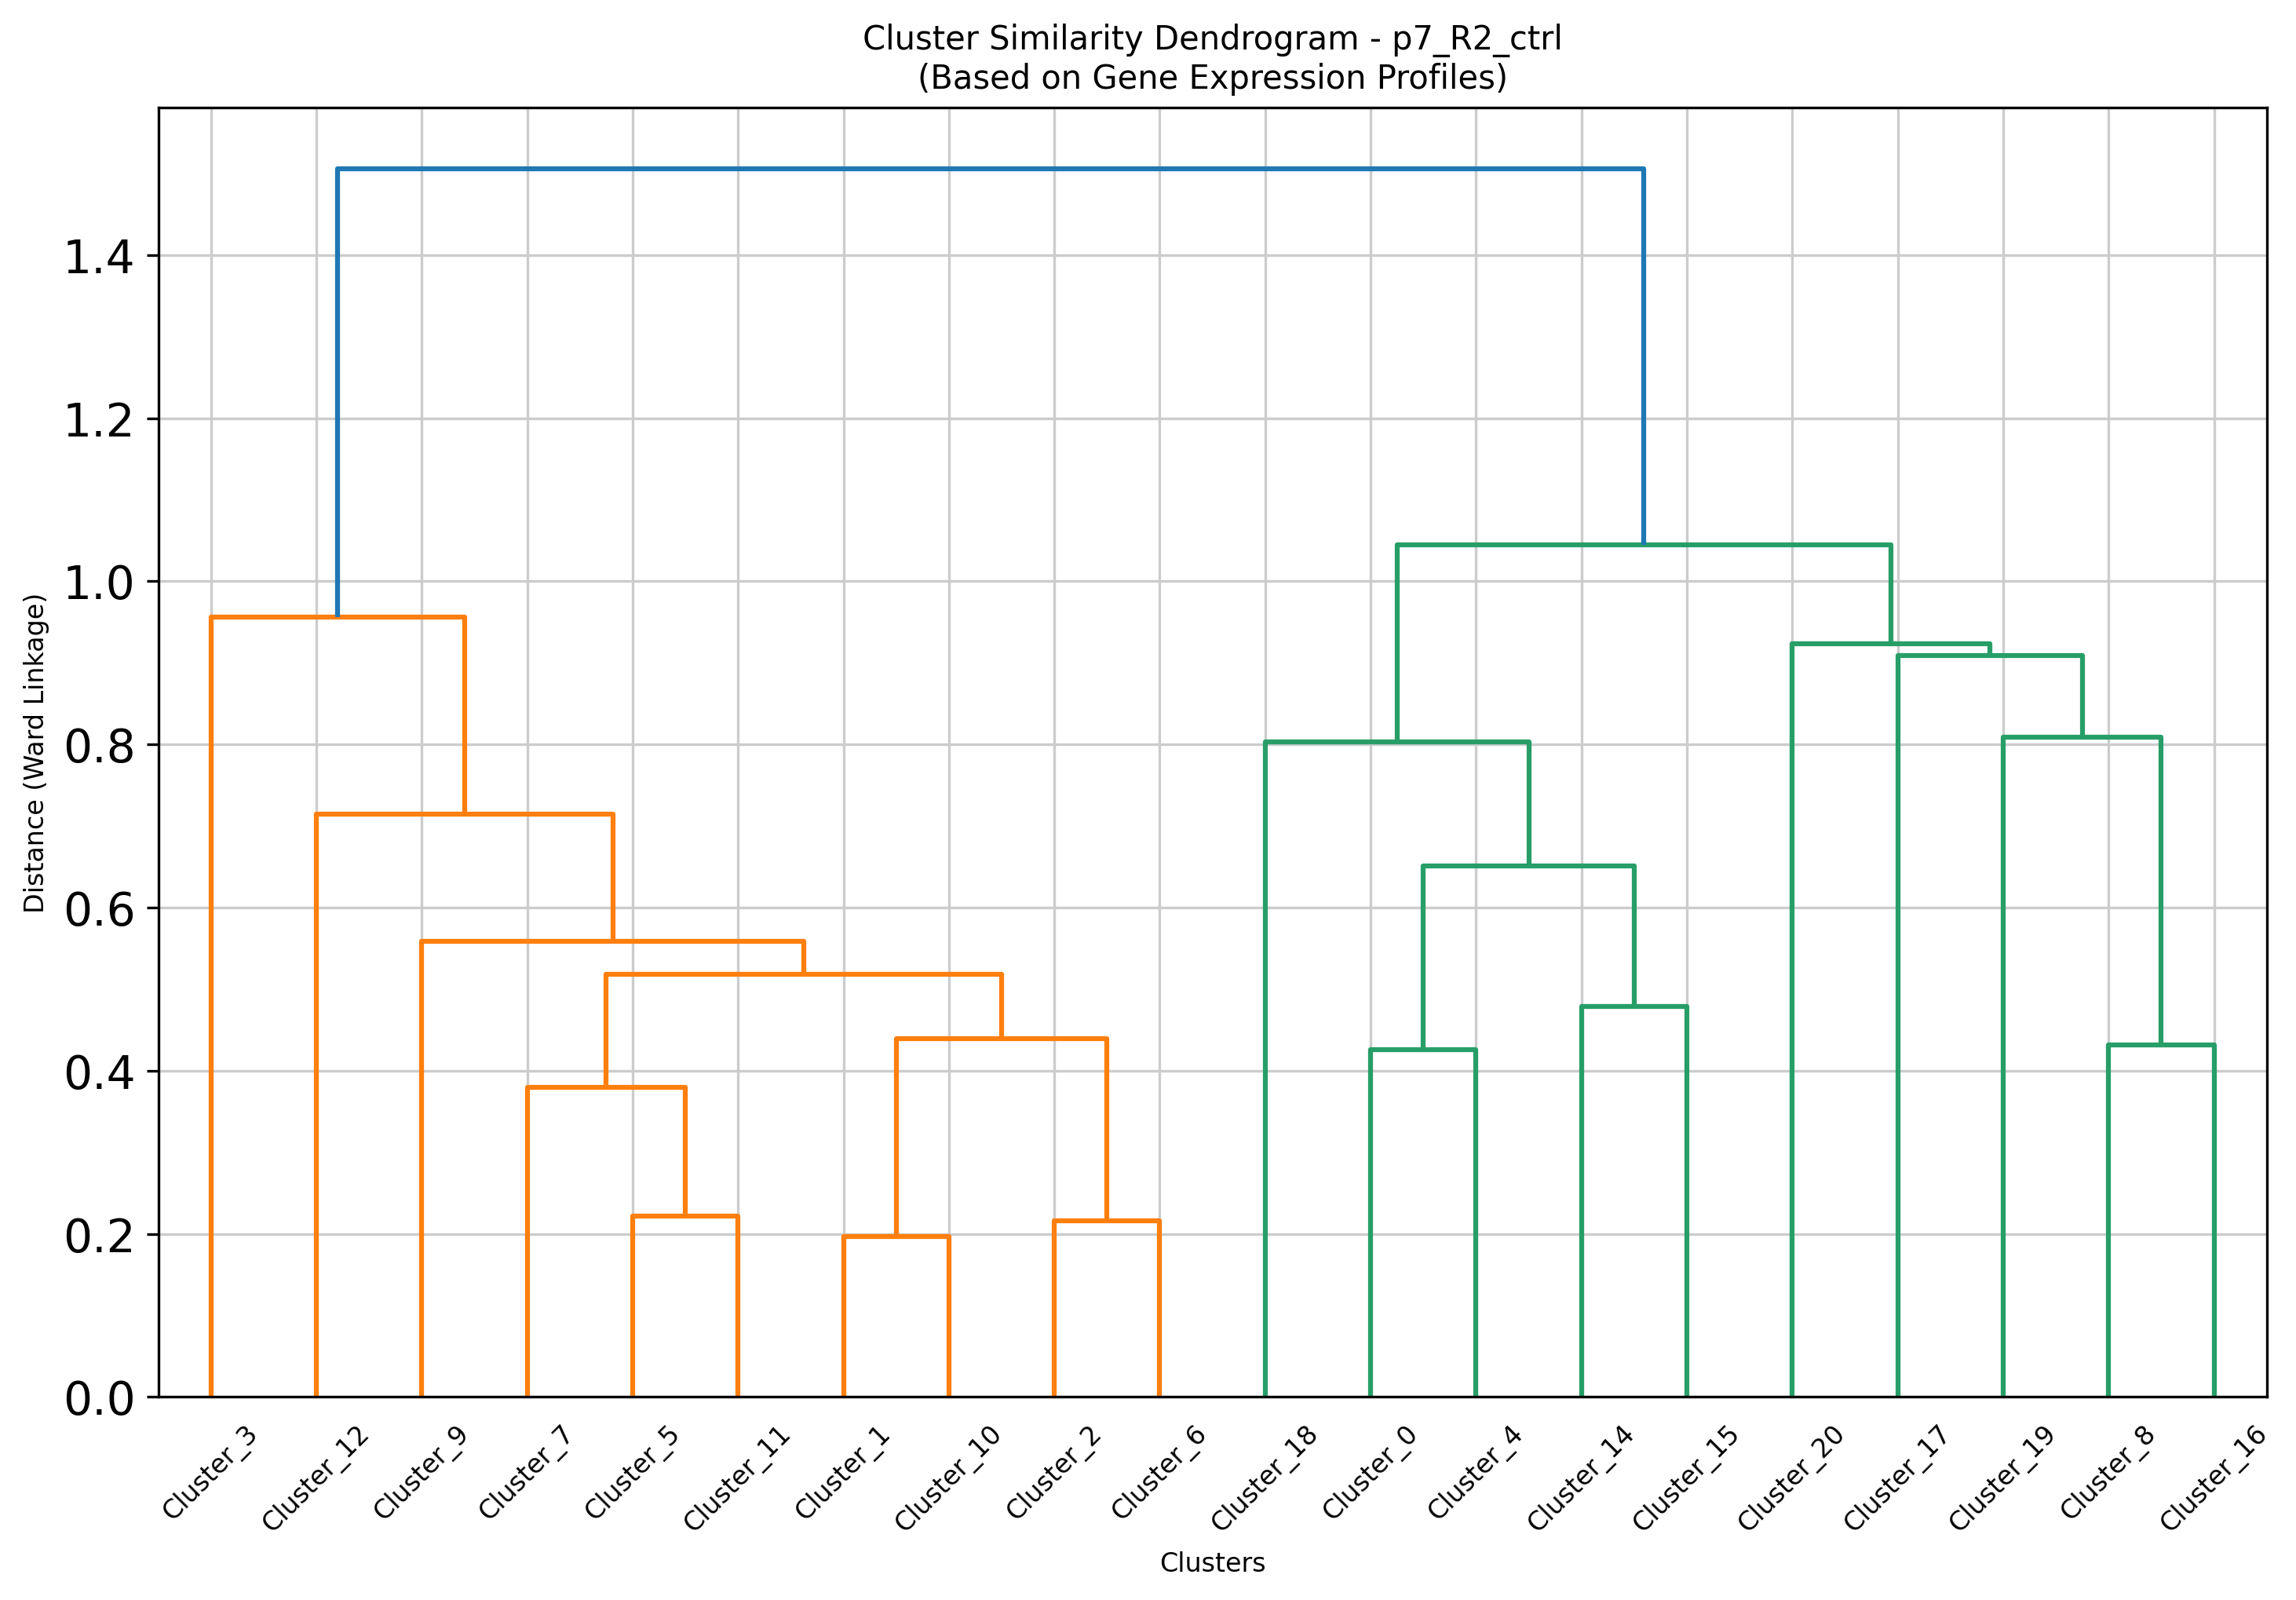 Cluster Similarity Dendrogram - p7_R2_ctrl
(Based on Gene Expression Profiles)
Distance (Ward Linkage)
1.4
1.2
1.0
0.8
0.6
0.4
0.2
0.0
Cluster_3
Cluster_12
Cluster_9
Cluster_7
Cluster_5
Cluster_11
Cluster_1
Cluster_10
Cluster_2
Cluster_6
Cluster_18
Cluster_0
Cluster_4
Cluster_14
Cluster_15
Cluster_20
Cluster_17
Cluster_19
Cluster_8
Cluster_16
Clusters